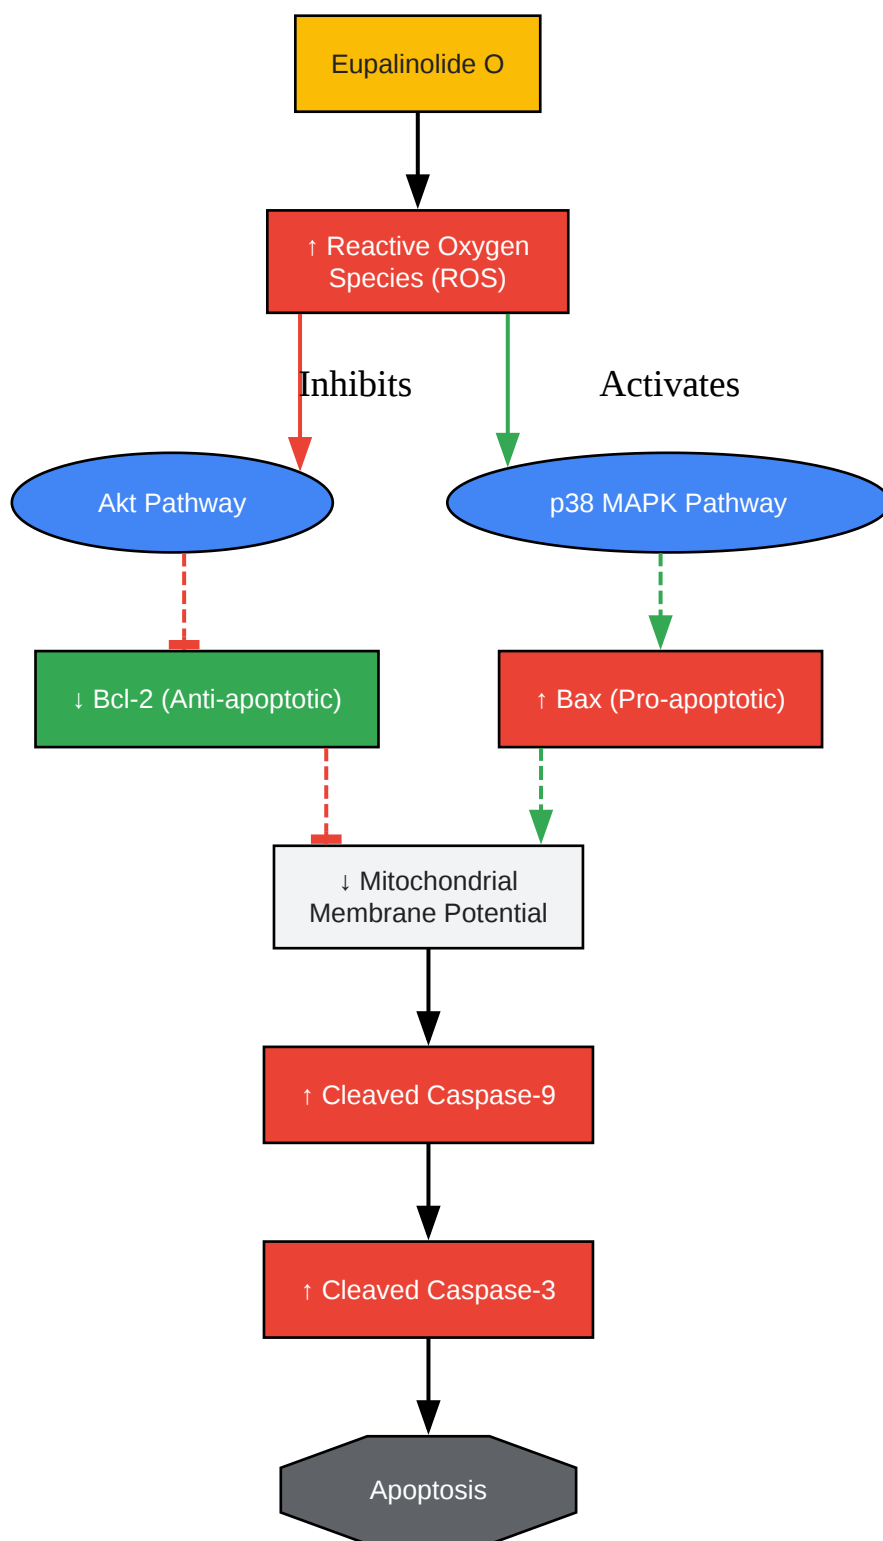 Eupalinolide O
↑ Reactive Oxygen
Species (ROS)
Inhibits
Activates
Akt Pathway
p38 MAPK Pathway
↓ Bcl-2 (Anti-apoptotic)
↑ Bax (Pro-apoptotic)
↓ Mitochondrial
Membrane Potential
↑ Cleaved Caspase-9
↑ Cleaved Caspase-3
Apoptosis